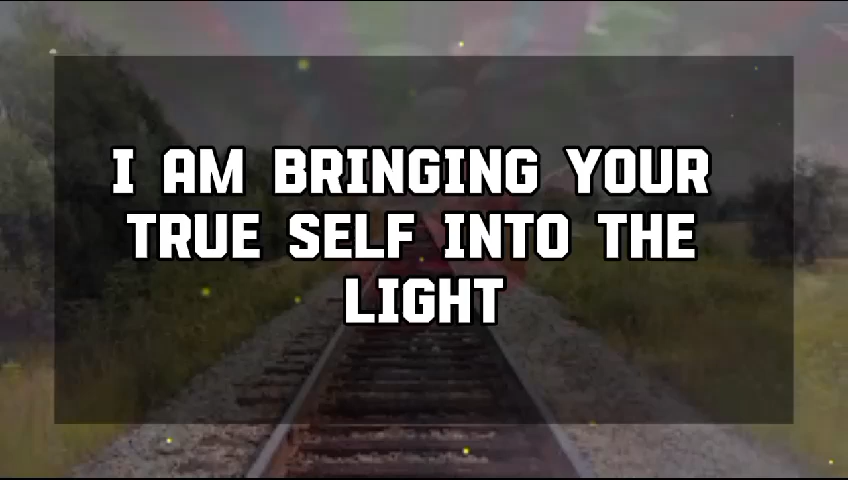 I AM BRINGING YOUR
TRUE SELF INTO THE
LIGHT